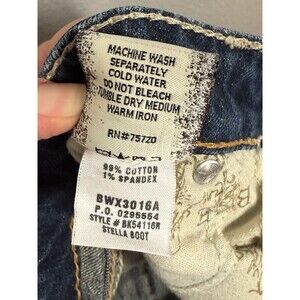 MACHINE WASH
SEPARATELY
COLD WATER
DO NOT BLEACH
TUMBLE DRY MEDIUM
WARM IRON
RN#75720
99% COTTON
1% SPANDEX
BWX3016A
P.O. 0295554
STYLE # BK54116R
STELLA BOOT